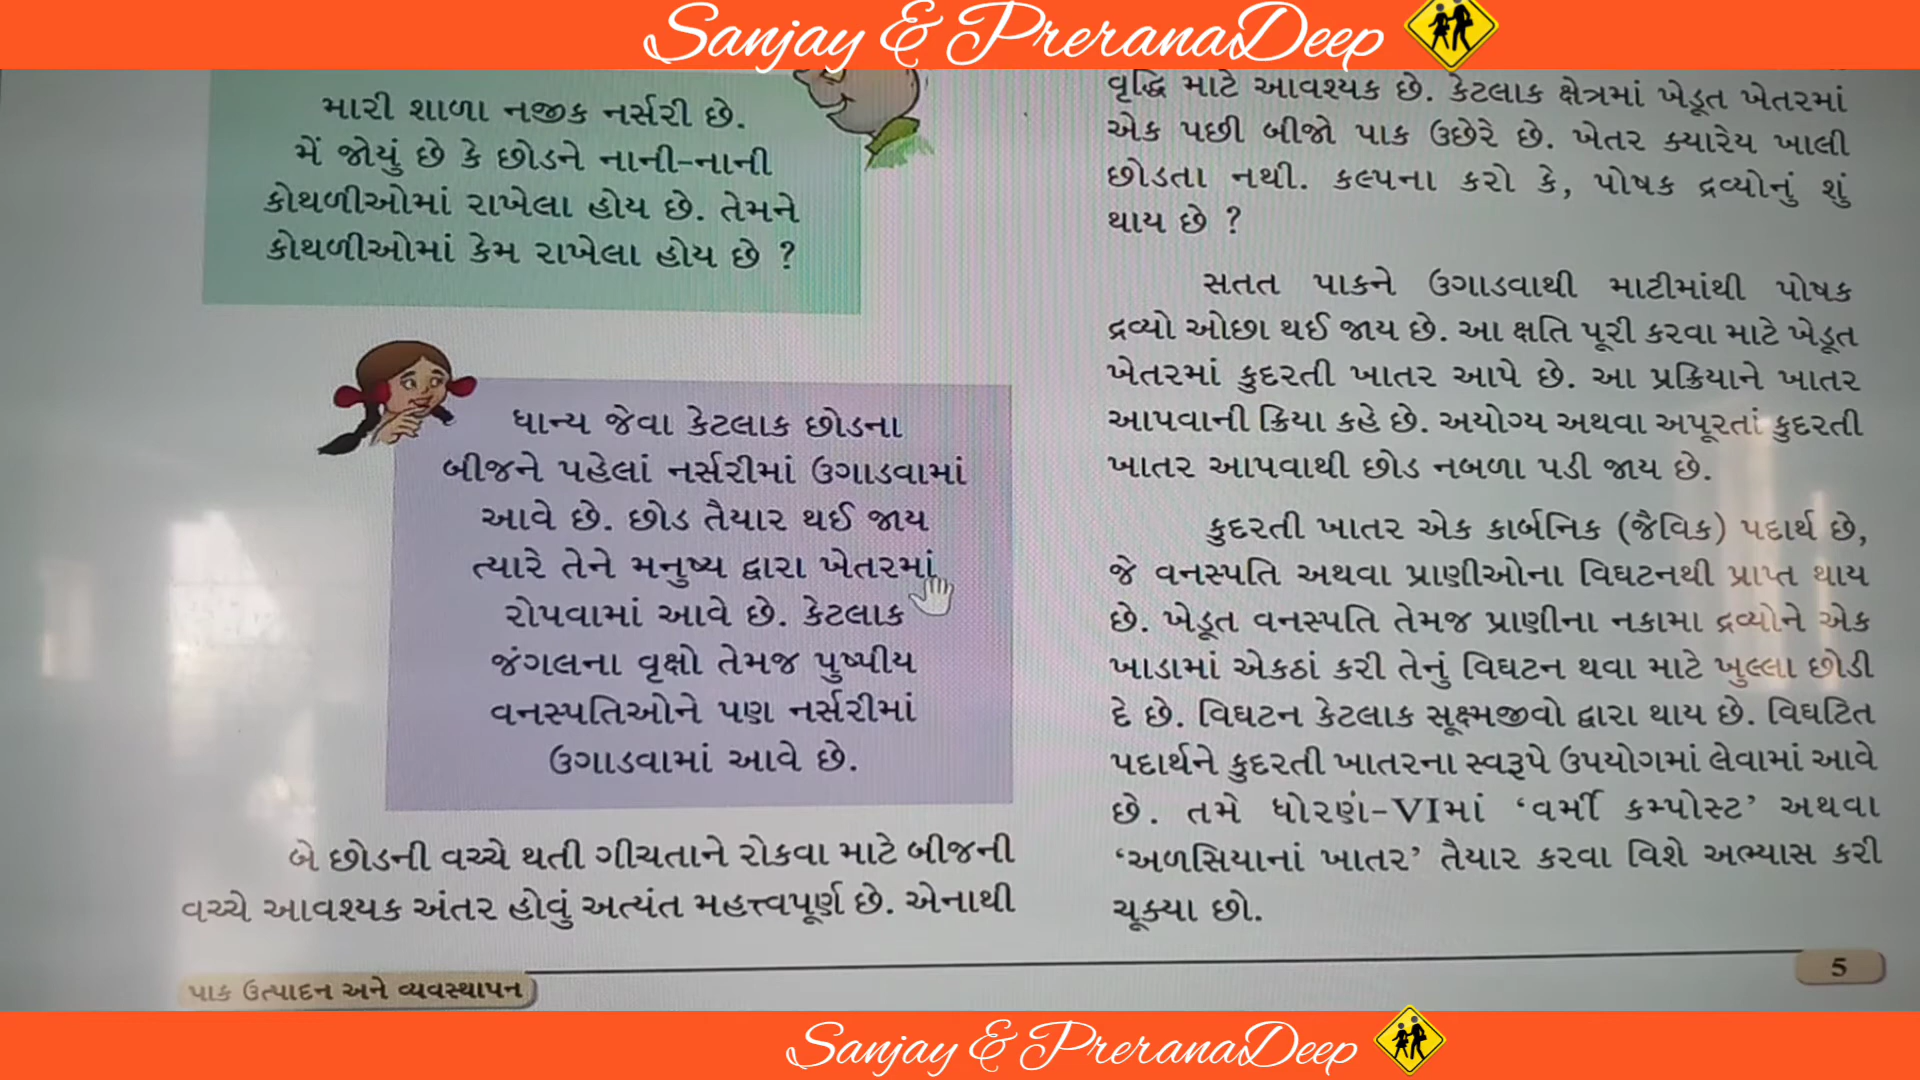 Sanjay & PreranaDeep
મારી શાળા નજીક નર્સરી છે.
મેં જોયું છે કે છોડને નાની-નાની
કોથળીઓમાં રાખેલા હોય છે. તેમને
કોથળીઓમાં કેમ રાખેલા હોય છે ?
ધાન્ય જેવા કેટલાક છોડના
બીજને પહેલાં નર્સરીમાં ઉગાડવામાં
આવે છે. છોડ તૈયાર થઈ જાય
ત્યારે તેને મનુષ્ય દ્વારા ખેતરમાં
રોપવામાં આવે છે. કેટલાક
જંગલના વૃક્ષો તેમજ પુષ્પીય
વનસ્પતિઓને પણ નર્સરીમાં
ઉગાડવામાં આવે છે.
બે છોડની વચ્ચે થતી ગીચતાને રોકવા માટે બીજની
વચ્ચે આવશ્યક અંતર હોવું અત્યંત મહત્ત્વપૂર્ણ છે. એનાથી
વૃદ્ધિ માટે આવશ્યક છે. કેટલાક ક્ષેત્રમાં ખેડૂત ખેતરમાં
એક પછી બીજો પાક ઉછેરે છે. ખેતર ક્યારેય ખાલી
છોડતા નથી. કલ્પના કરો કે, પોષક દ્રવ્યોનું શું
થાય છે ?
સતત પાકને ઉગાડવાથી માટીમાંથી પોષક
દ્રવ્યો ઓછા થઈ જાય છે. આ ક્ષતિ પૂરી કરવા માટે ખેડૂત
ખેતરમાં કુદરતી ખાતર આપે છે. આ પ્રક્રિયાને ખાતર
આપવાની ક્રિયા કહે છે. અયોગ્ય અથવા અપૂરતાં કુદરતી
ખાતર આપવાથી છોડ નબળા પડી જાય છે.
કુદરતી ખાતર એક કાર્બનિક (જૈવિક) પદાર્થ છે,
જે વનસ્પતિ અથવા પ્રાણીઓના વિઘટનથી પ્રાપ્ત થાય
છે. ખેડૂત વનસ્પતિ તેમજ પ્રાણીના નકામા દ્રવ્યોને એક
ખાડામાં એકઠાં કરી તેનું વિઘટન થવા માટે ખુલ્લા છોડી
દે છે. વિઘટન કેટલાક સૂક્ષ્મજીવો દ્વારા થાય છે. વિઘટિત
પદાર્થને કુદરતી ખાતરના સ્વરૂપે ઉપયોગમાં લેવામાં આવે
છે. તમે ધોરણ-VIમાં ‘વર્મી કમ્પોસ્ટ’ અથવા
‘અળસિયાનાં ખાતર’ તૈયાર કરવા વિશે અભ્યાસ કરી
ચૂક્યા છો.
પાક ઉત્પાદન અને વ્યવસ્થાપન
5
Sanjay & PreranaDeep